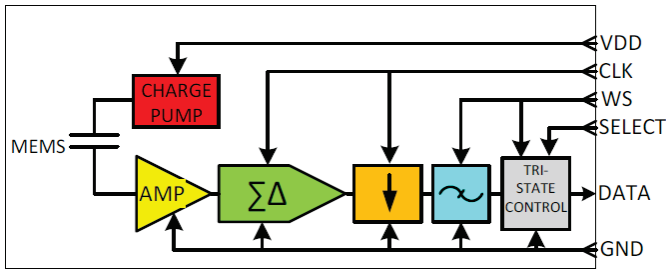 VDD
CLK
CHARGE
PUMP
WS
SELECT
MEMS
AMP
∑Δ
TRI-
STATE
CONTROL
DATA
GND